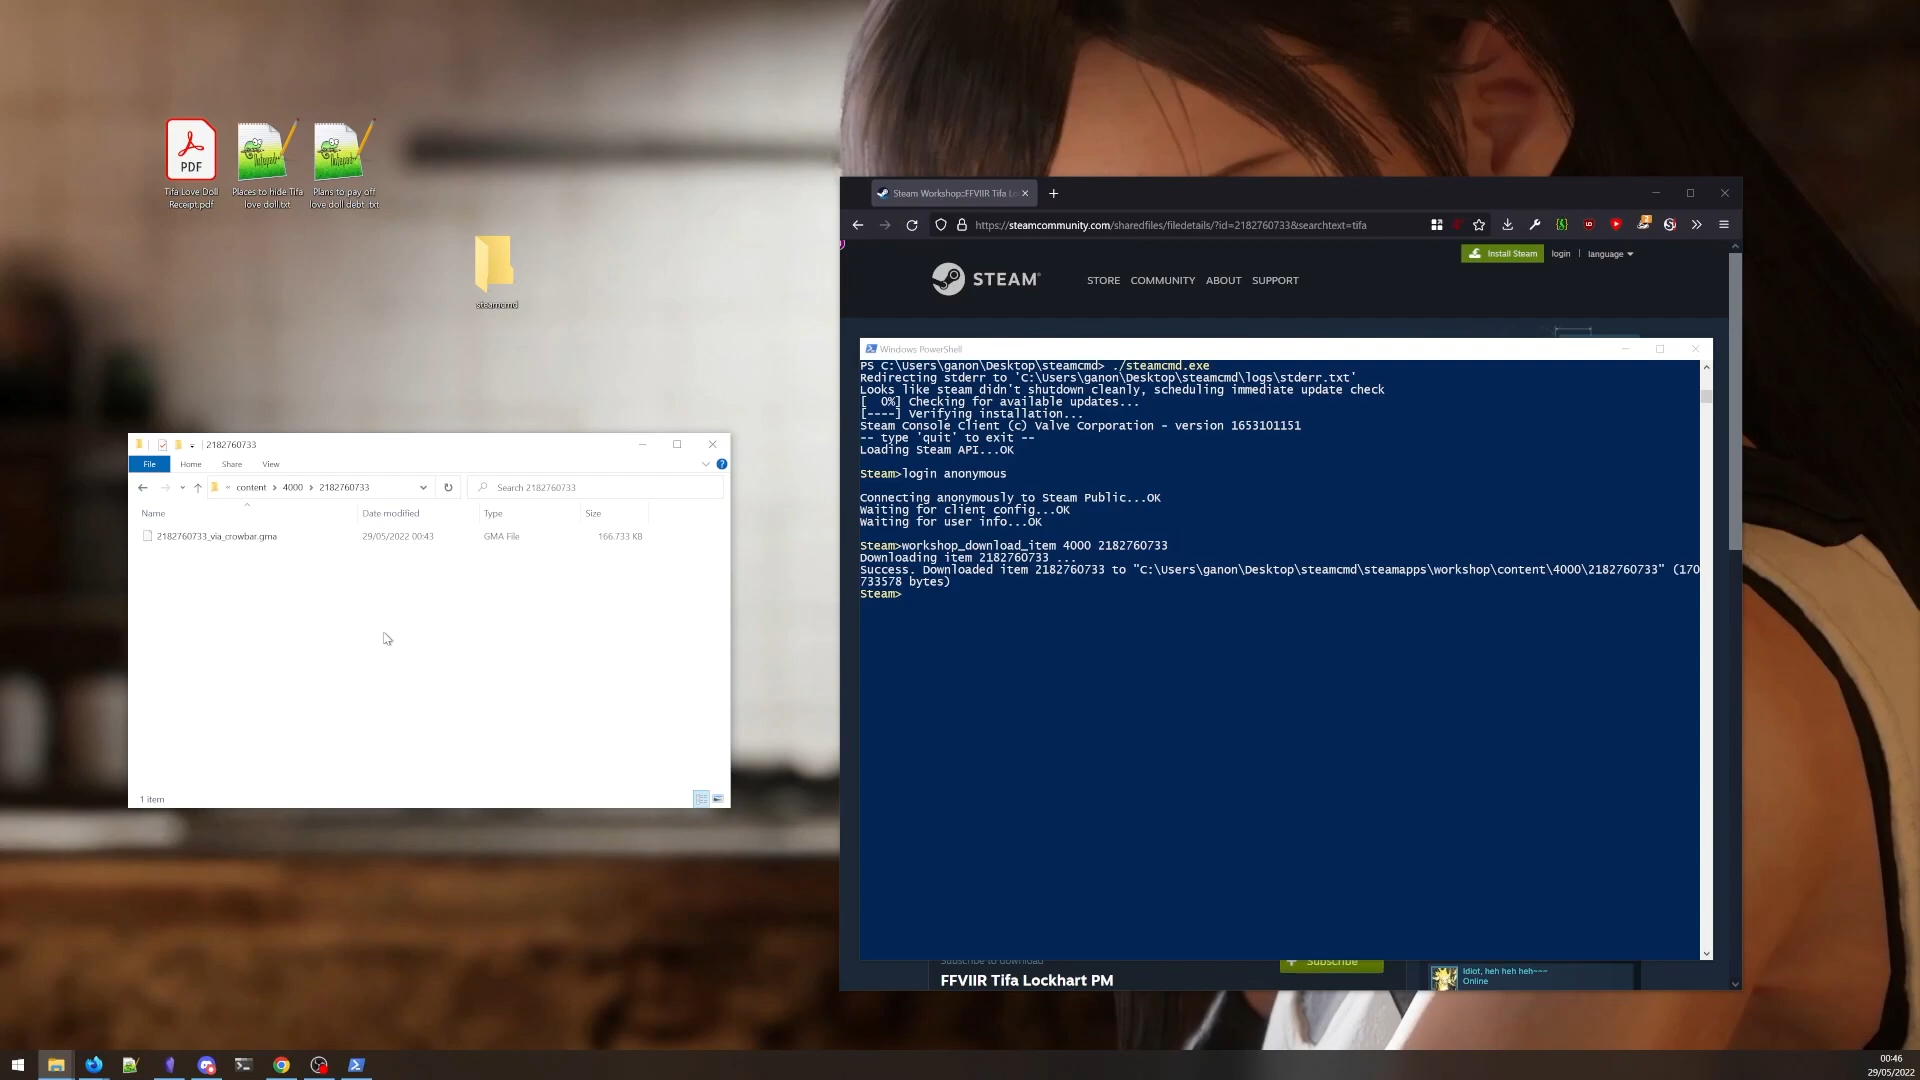 PDF
Tifa Love Doll
Receipt.pdf
Places to hide Tifa
love doll.txt
Plans to pay off
love doll debt .txt
steamcmd
2182760733
File
Home
Share
View
content
4000
2182760733
Search 2182760733
Name
Date modified
Type
Size
2182760733_via_crowbar.gma
29/05/2022 00:43
GMA File
166.733 KB
1 item
Steam Workshop::FFVIIR Tifa Lo
https://steamcommunity.com/sharedfiles/filedetails/?id=2182760733&searchtext=tifa
Install Steam
login
language
STEAM
STORE
COMMUNITY
ABOUT
SUPPORT
Windows PowerShell
PS C:\Users\ganon\Desktop\steamcmd> ./steamcmd.exe
Redirecting stderr to 'C:\Users\ganon\Desktop\steamcmd\logs\stderr.txt'
Looks like steam didn't shutdown cleanly, scheduling immediate update check
[  0%] Checking for available updates...
[----] Verifying installation...
Steam Console Client (c) Valve Corporation - version 1653101151
-- type 'quit' to exit --
Loading Steam API...OK
Steam>login anonymous
Connecting anonymously to Steam Public...OK
Waiting for client config...OK
Waiting for user info...OK
Steam>workshop_download_item 4000 2182760733
Downloading item 2182760733 ...
Success. Downloaded item 2182760733 to "C:\Users\ganon\Desktop\steamcmd\steamapps\workshop\content\4000\2182760733" (170
733578 bytes)
Steam>
Subscribe to download
FFVIIR Tifa Lockhart PM
Subscribe
Idiot, heh heh heh~~~
Online
00:46
29/05/2022